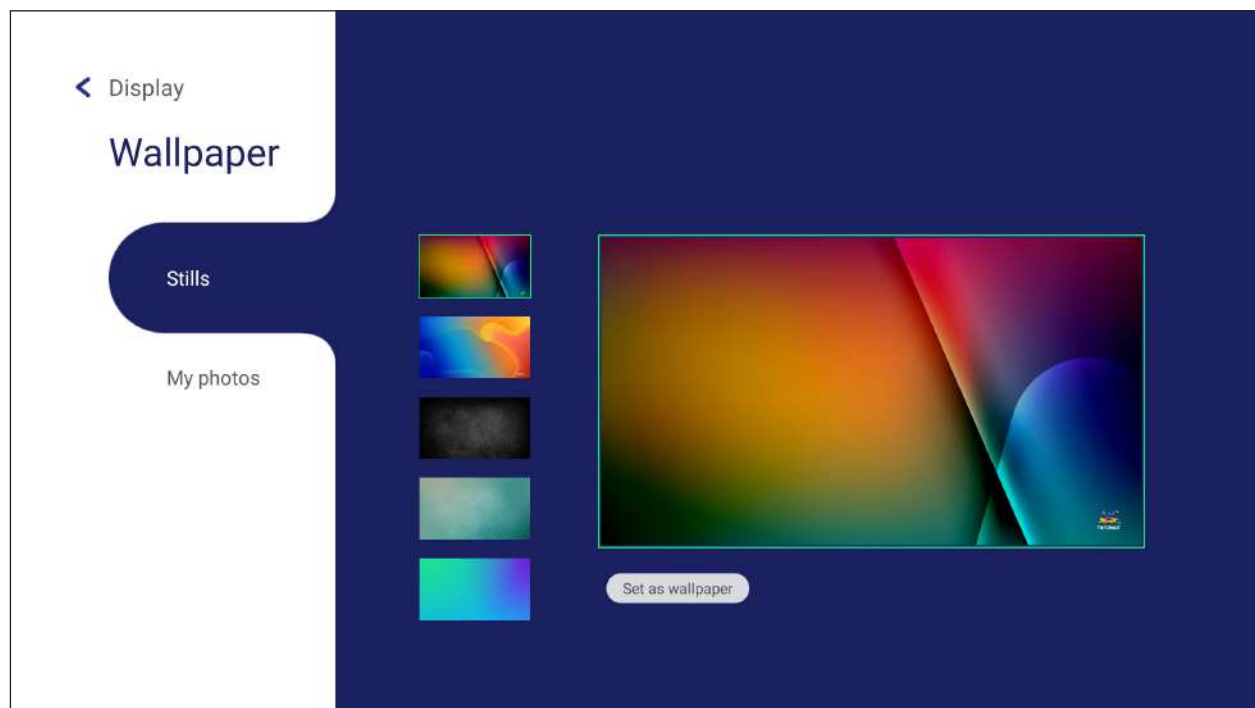 Display
Wallpaper
Stills
My photos
Set as wallpaper